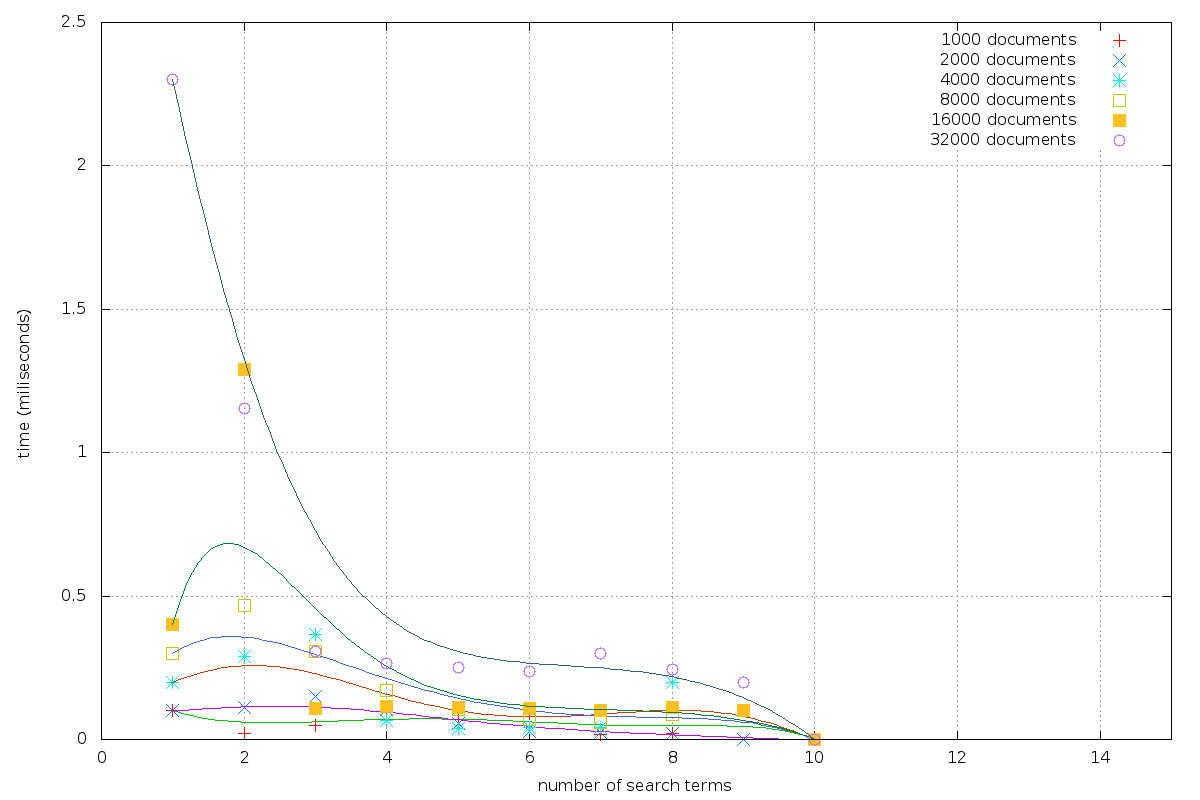 2.5
2
1.5
1
0.5
0
0 2 4 6 8 10 12 14
time (milliseconds)
number of search terms
1000 documents
2000 documents
4000 documents
8000 documents
16000 documents
32000 documents